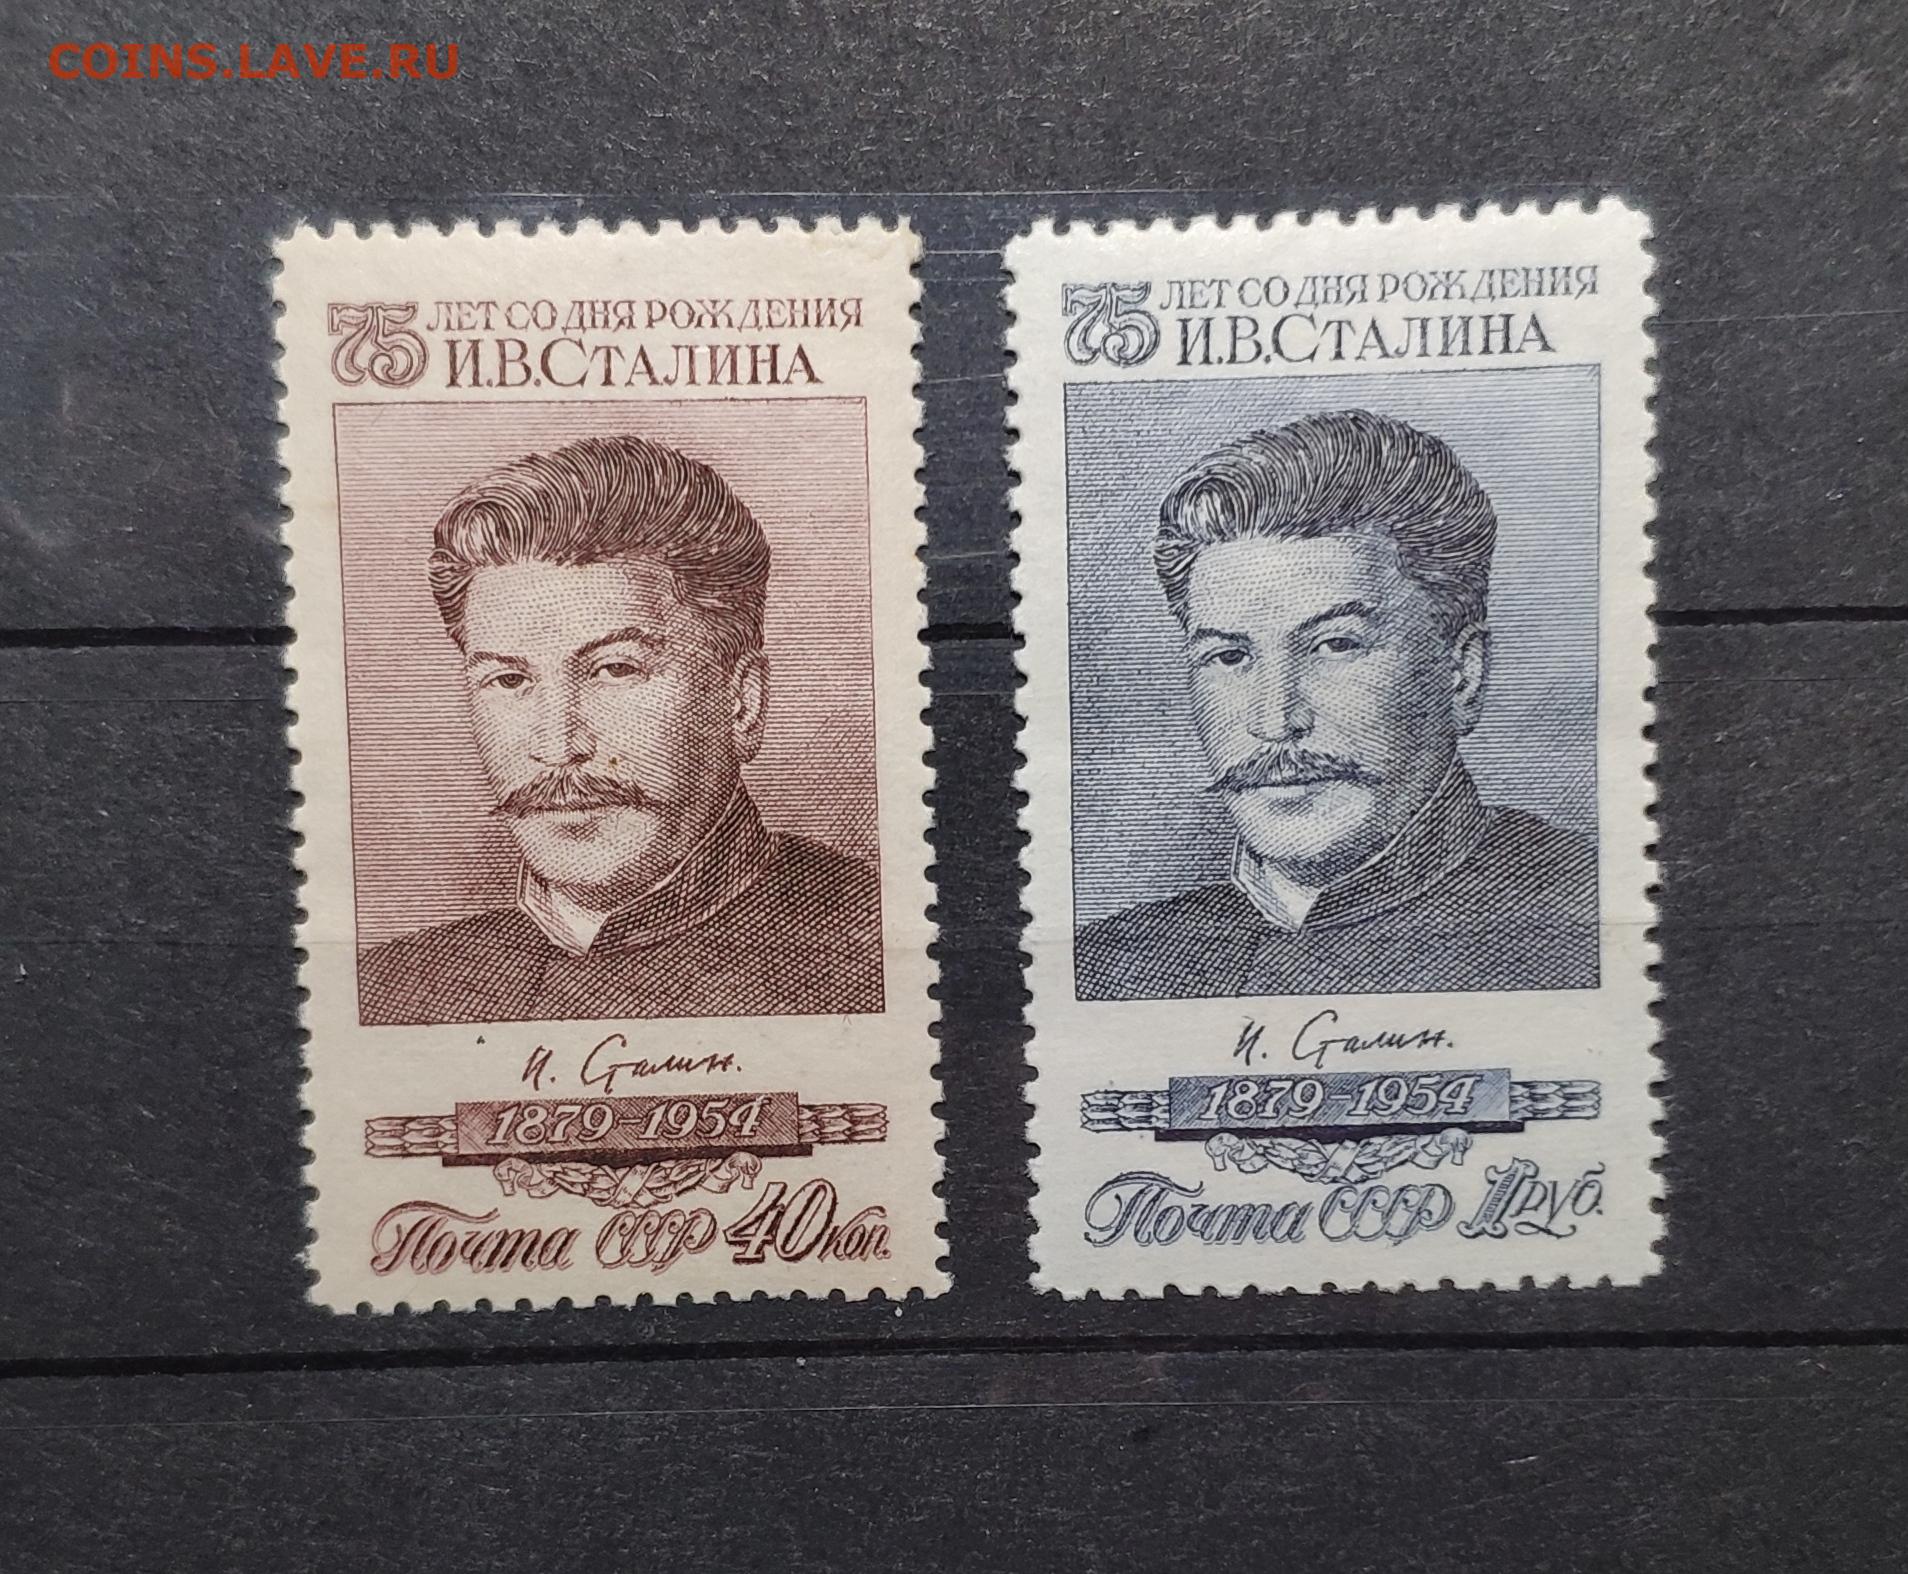 COINS.LAVE.RU
75 ЛЕТ СО ДНЯ РОЖДЕНИЯ
И.В.СТАЛИНА
И. Сталин.
1879-1954
Почта СССР 40 коп.
75 ЛЕТ СО ДНЯ РОЖДЕНИЯ
И.В.СТАЛИНА
И. Сталин.
1879-1954
Почта СССР 1 руб.